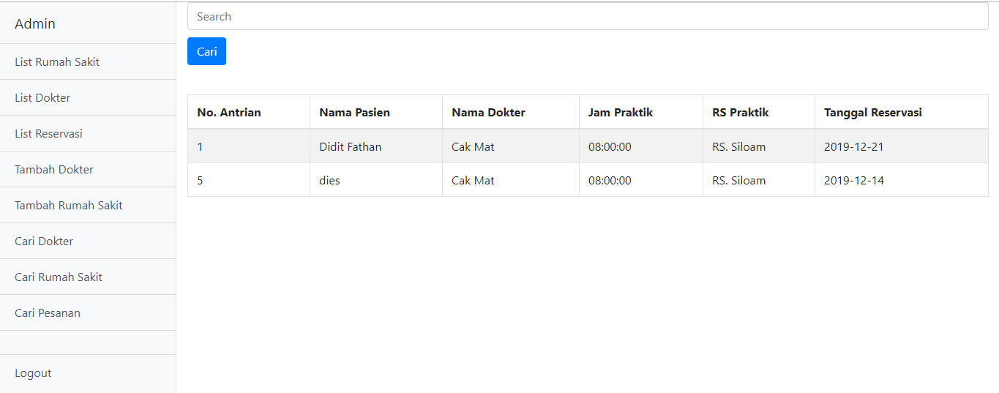 Admin
List Rumah Sakit
List Dokter
List Reservasi
Tambah Dokter
Tambah Rumah Sakit
Cari Dokter
Cari Rumah Sakit
Cari Pesanan
Logout
Search
Cari
No. Antrian Nama Pasien Nama Dokter Jam Praktik RS Praktik Tanggal Reservasi
1 Didit Fathan Cak Mat 08:00:00 RS. Siloam 2019-12-21
5 dies Cak Mat 08:00:00 RS. Siloam 2019-12-14